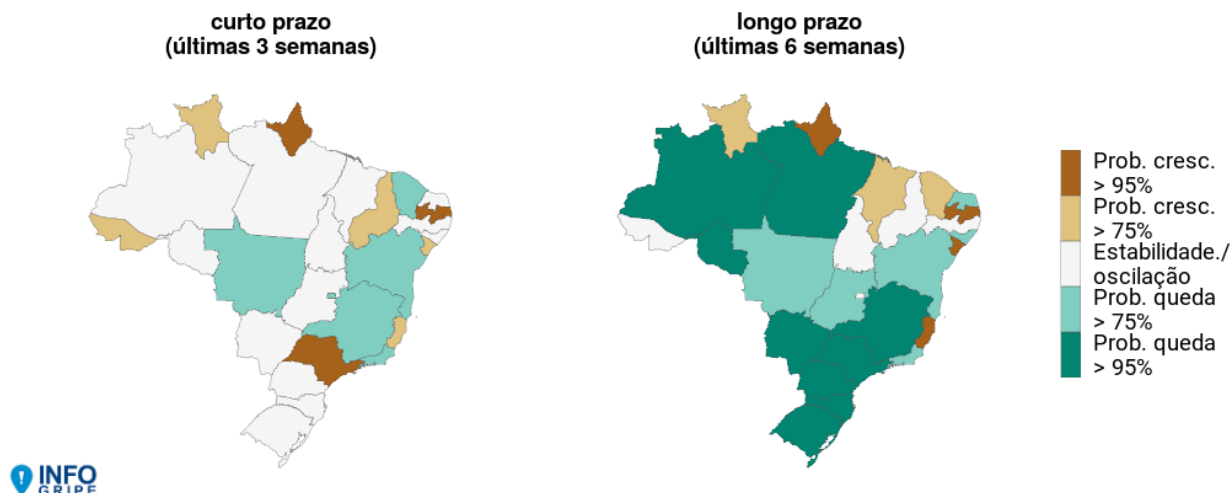 curto prazo
(últimas 3 semanas)
longo prazo
(últimas 6 semanas)
Prob. cresc.
> 95%
Prob. cresc.
> 75%
Estabilidade./
oscilação
Prob. queda
> 75%
Prob. queda
> 95%
INFO
GRIPE